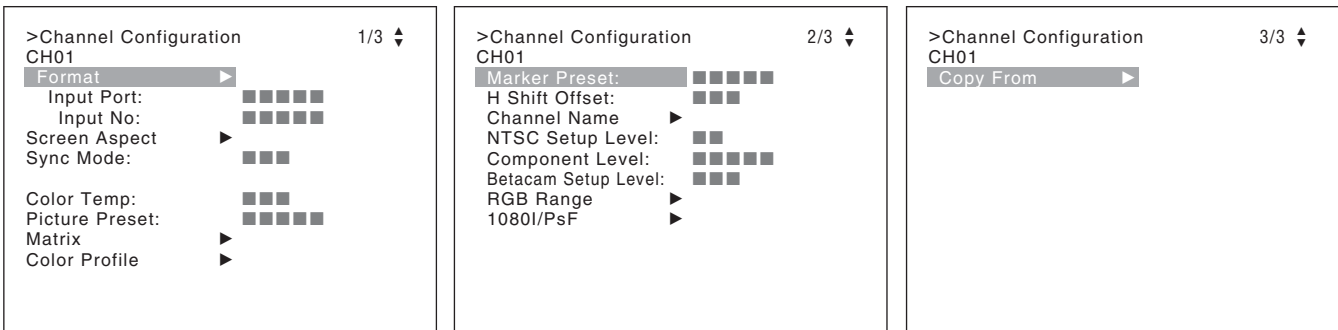 >Channel Configuration 1/3
CH01
Format ►
Input Port: ■■■■■
Input No: ■■■■■
Screen Aspect ►
Sync Mode: ■■■
Color Temp: ■■■
Picture Preset: ■■■■■
Matrix ►
Color Profile ►
>Channel Configuration 2/3
CH01
Marker Preset: ■■■■■
H Shift Offset: ■■■
Channel Name ►
NTSC Setup Level: ■■
Component Level: ■■■■■
Betacam Setup Level: ■■■
RGB Range ►
1080I/PsF ►
>Channel Configuration 3/3
CH01
Copy From ►